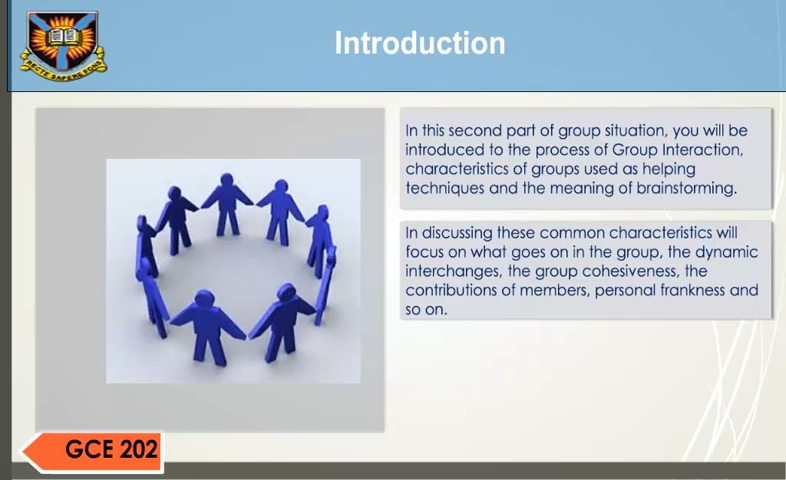 Introduction
RECTE SAPERE FONS
In this second part of group situation, you will be
introduced to the process of Group Interaction,
characteristics of groups used as helping
techniques and the meaning of brainstorming.
In discussing these common characteristics will
focus on what goes on in the group, the dynamic
interchanges, the group cohesiveness, the
contributions of members, personal frankness and
so on.
GCE 202